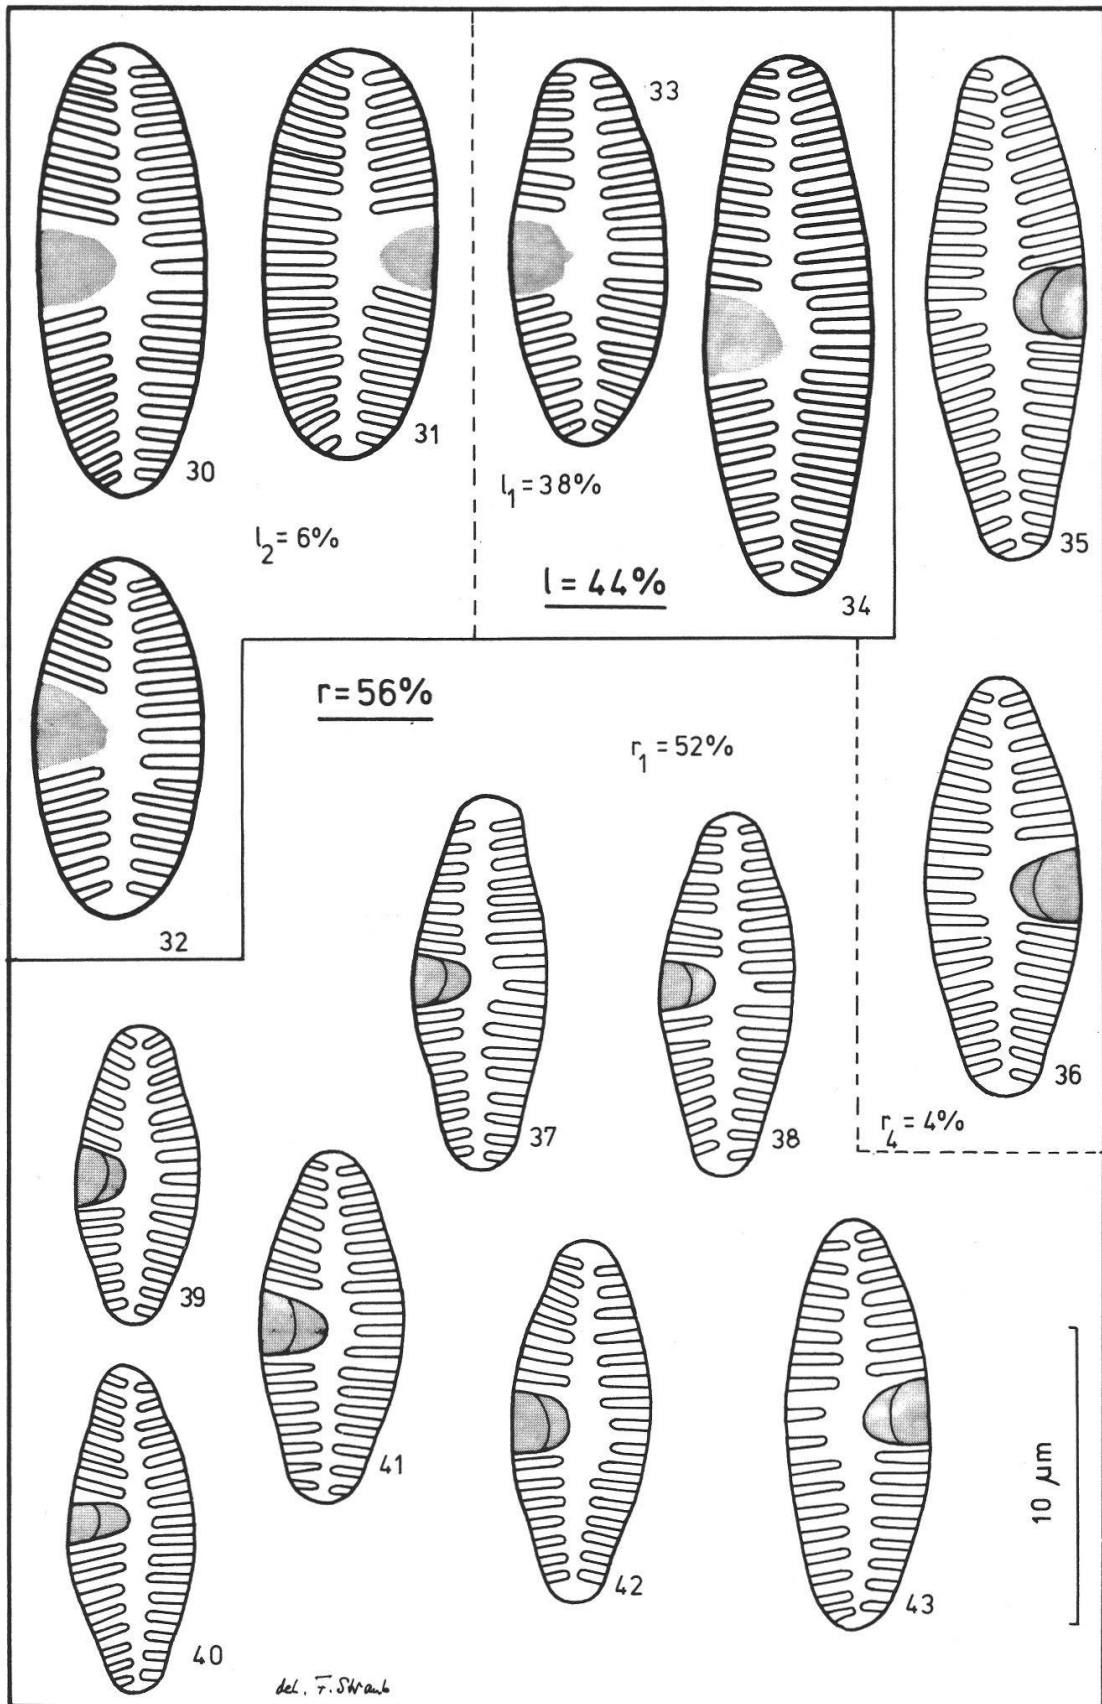 33
31
30
l₁=38%
l₂=6%
35
l=44%
34
r=56%
r₁=52%
32
36
37
38
r₄=4%
39
41
42
43
40
10 µm
del. F. Straub